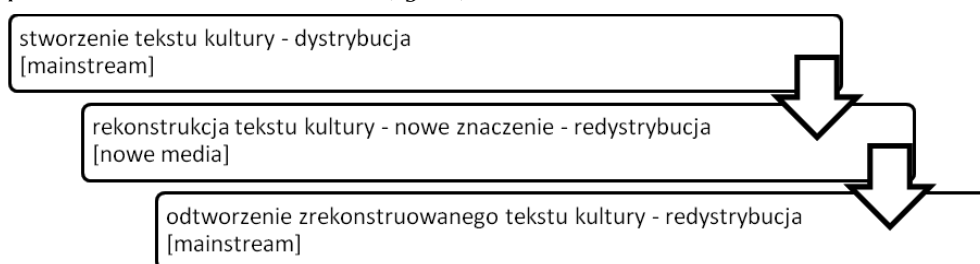 stworzenie tekstu kultury - dystrybucja
[mainstream]
rekonstrukcja tekstu kultury - nowe znaczenie - redystrybucja
[nowe media]
odtworzenie zrekonstruowanego tekstu kultury - redystrybucja
[mainstream]